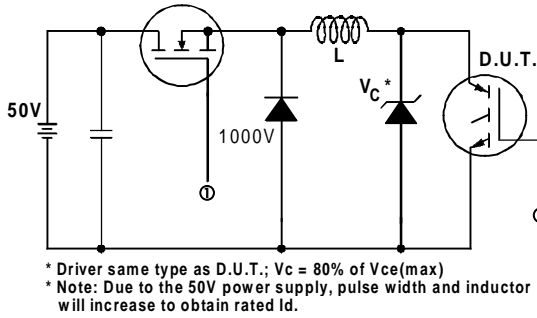 50V
①
1000V
L
V_C *
D.U.T.
* Driver same type as D.U.T.; Vc = 80% of Vce(max)
* Note: Due to the 50V power supply, pulse width and inductor
will increase to obtain rated Id.